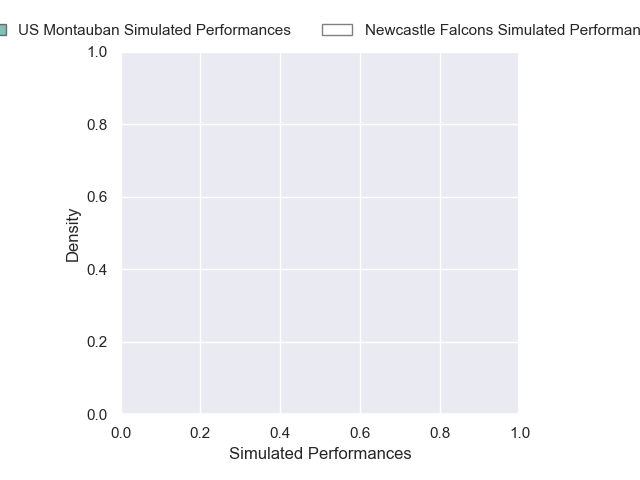 US Montauban Simulated Performances
Newcastle Falcons Simulated Performan
1.0
0.8
0.6
0.4
0.2
0.0
Density
0.0 0.2 0.4 0.6 0.8 1.0
Simulated Performances